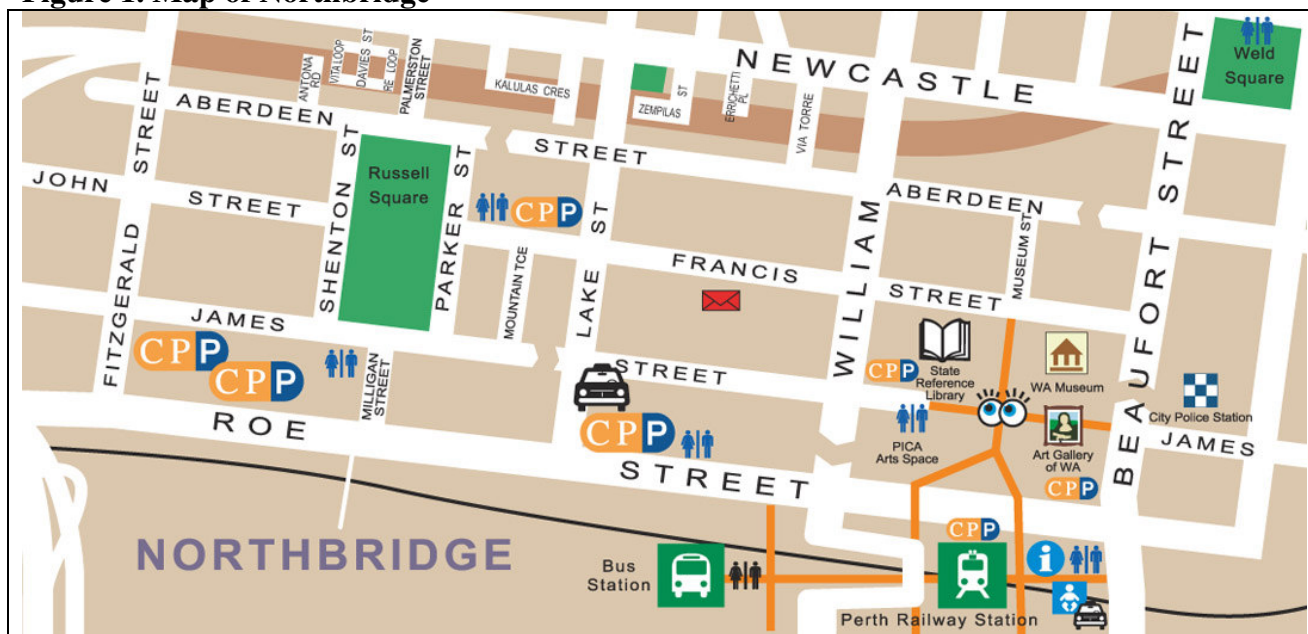 Figure 1. Map of Northbridge
NEWCASTLE
Weld
Square
ANTONA
RD
VITA LOOP
DAVIES ST
RE LOOP
PALMERSTON
STREET
KALULAS CRES
ZEMPILAS
ST
ERRICHETTI
PL
VIA TORRE
ABERDEEN
STREET
ABERDEEN
JOHN
STREET
FITZGERALD STREET
SHENTON ST
Russell
Square
PARKER ST
CPP
MOUNTAIN TCE
LAKE ST
FRANCIS
STREET
WILLIAM
MUSEUM ST
BEAUFORT STREET
JAMES
STREET
JAMES
CPP
CPP
MILLIGAN
STREET
CPP
CPP
State
Reference
Library
WA Museum
City Police Station
PICA
Arts Space
Art Gallery
of WA
CPP
ROE
STREET
NORTHBRIDGE
Bus
Station
CPP
i
Perth Railway Station